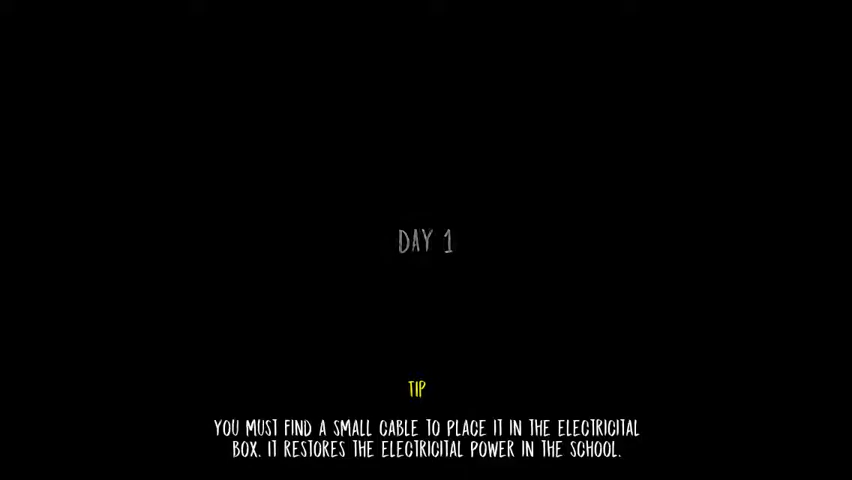 DAY 1
TIP
YOU MUST FIND A SMALL CABLE TO PLACE IT IN THE ELECTRICITAL
BOX. IT RESTORES THE ELECTRICITAL POWER IN THE SCHOOL.